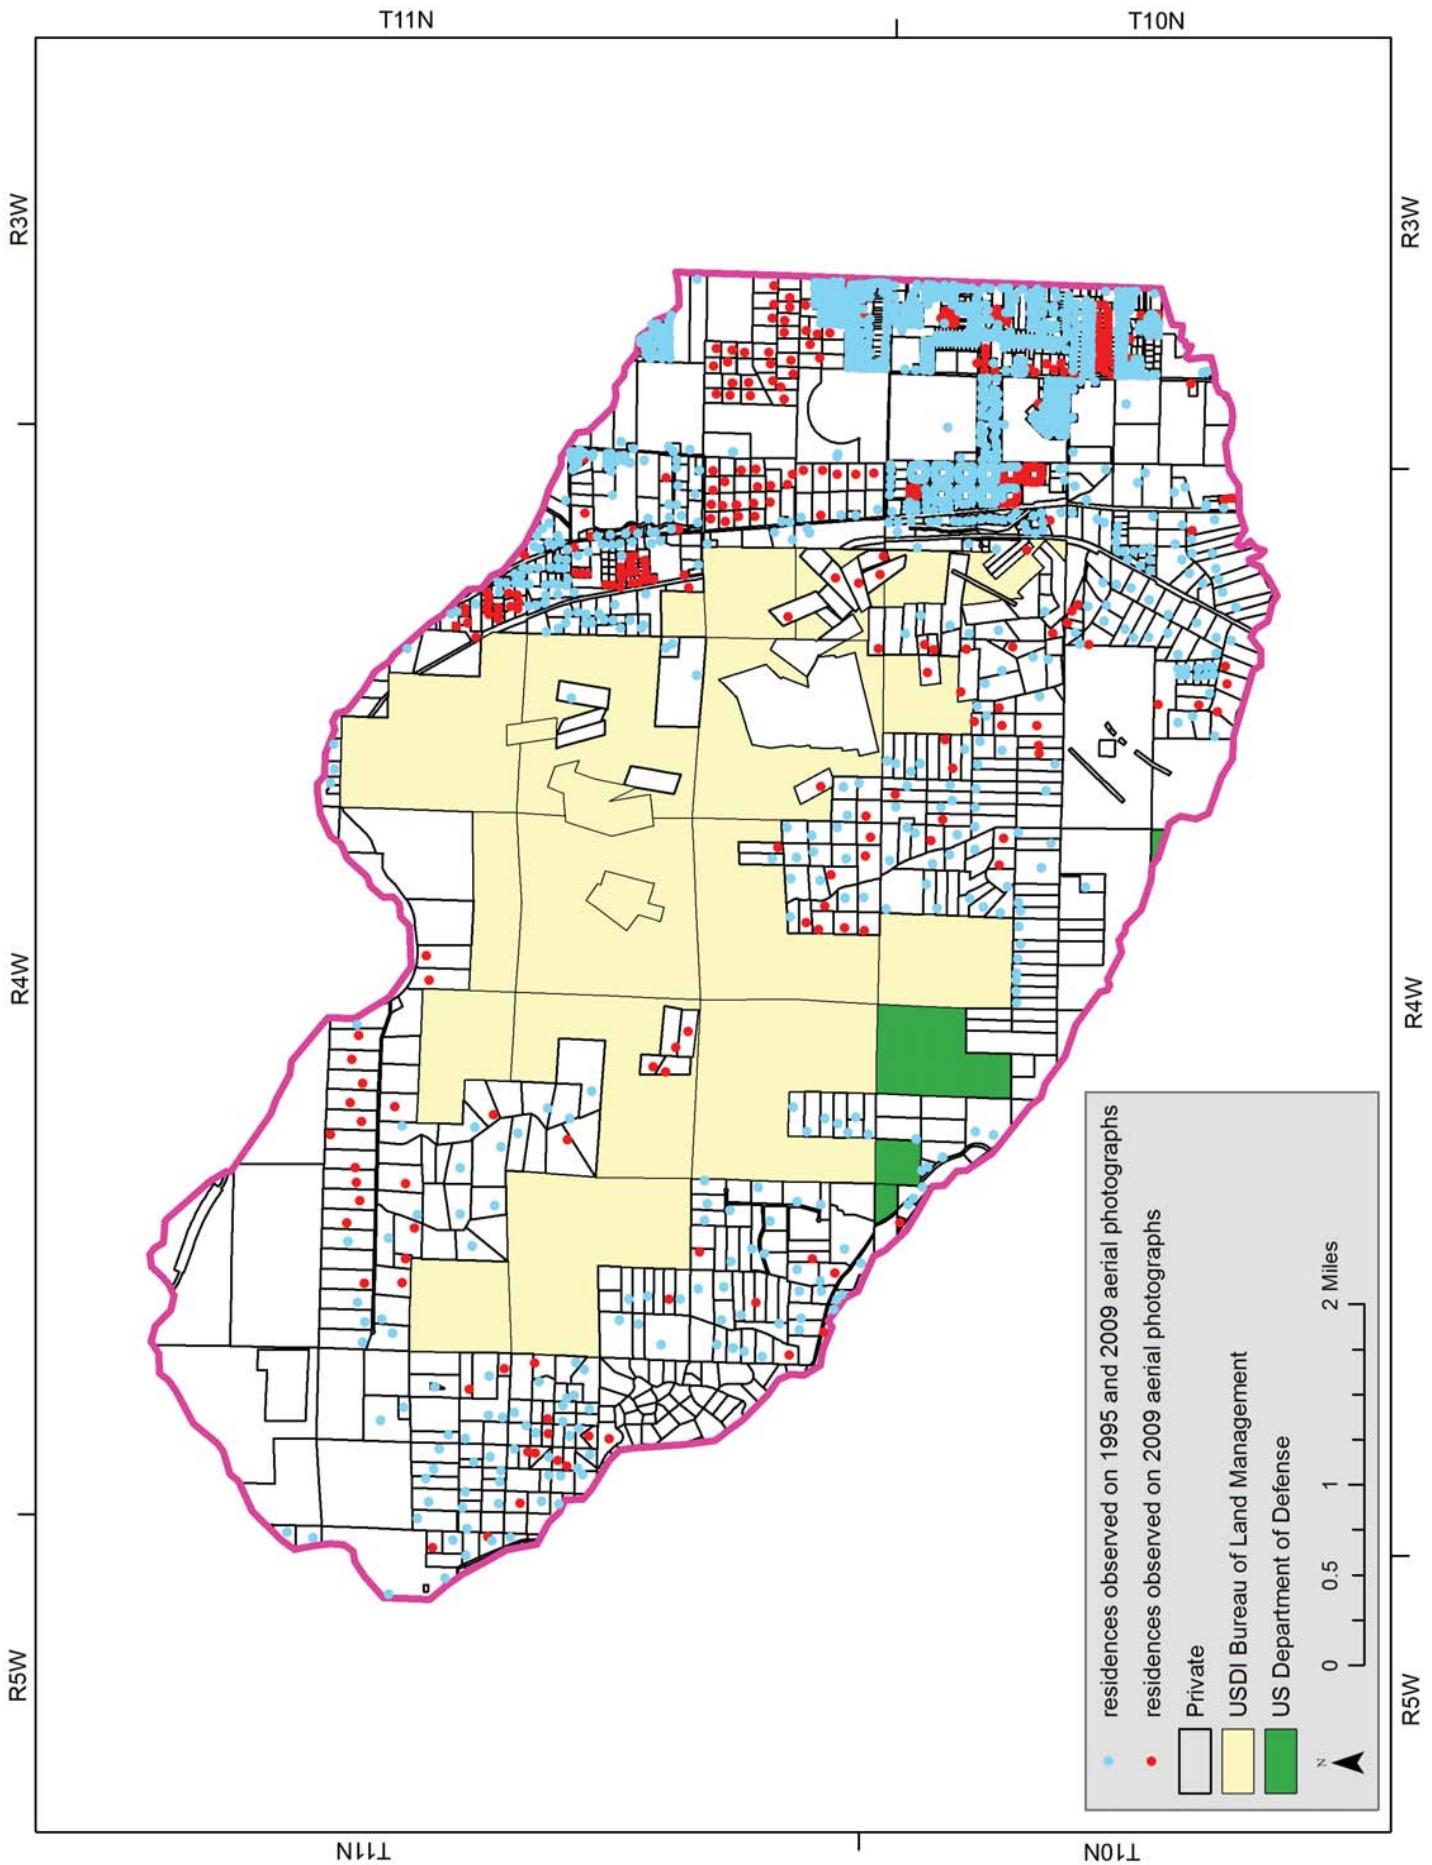 T11N
T10N
R3W
R3W
R4W
R4W
R5W
R5W
T11N
T10N
residences observed on 1995 and 2009 aerial photographs
residences observed on 2009 aerial photographs
Private
USDI Bureau of Land Management
US Department of Defense
N
0 0.5 1 2 Miles